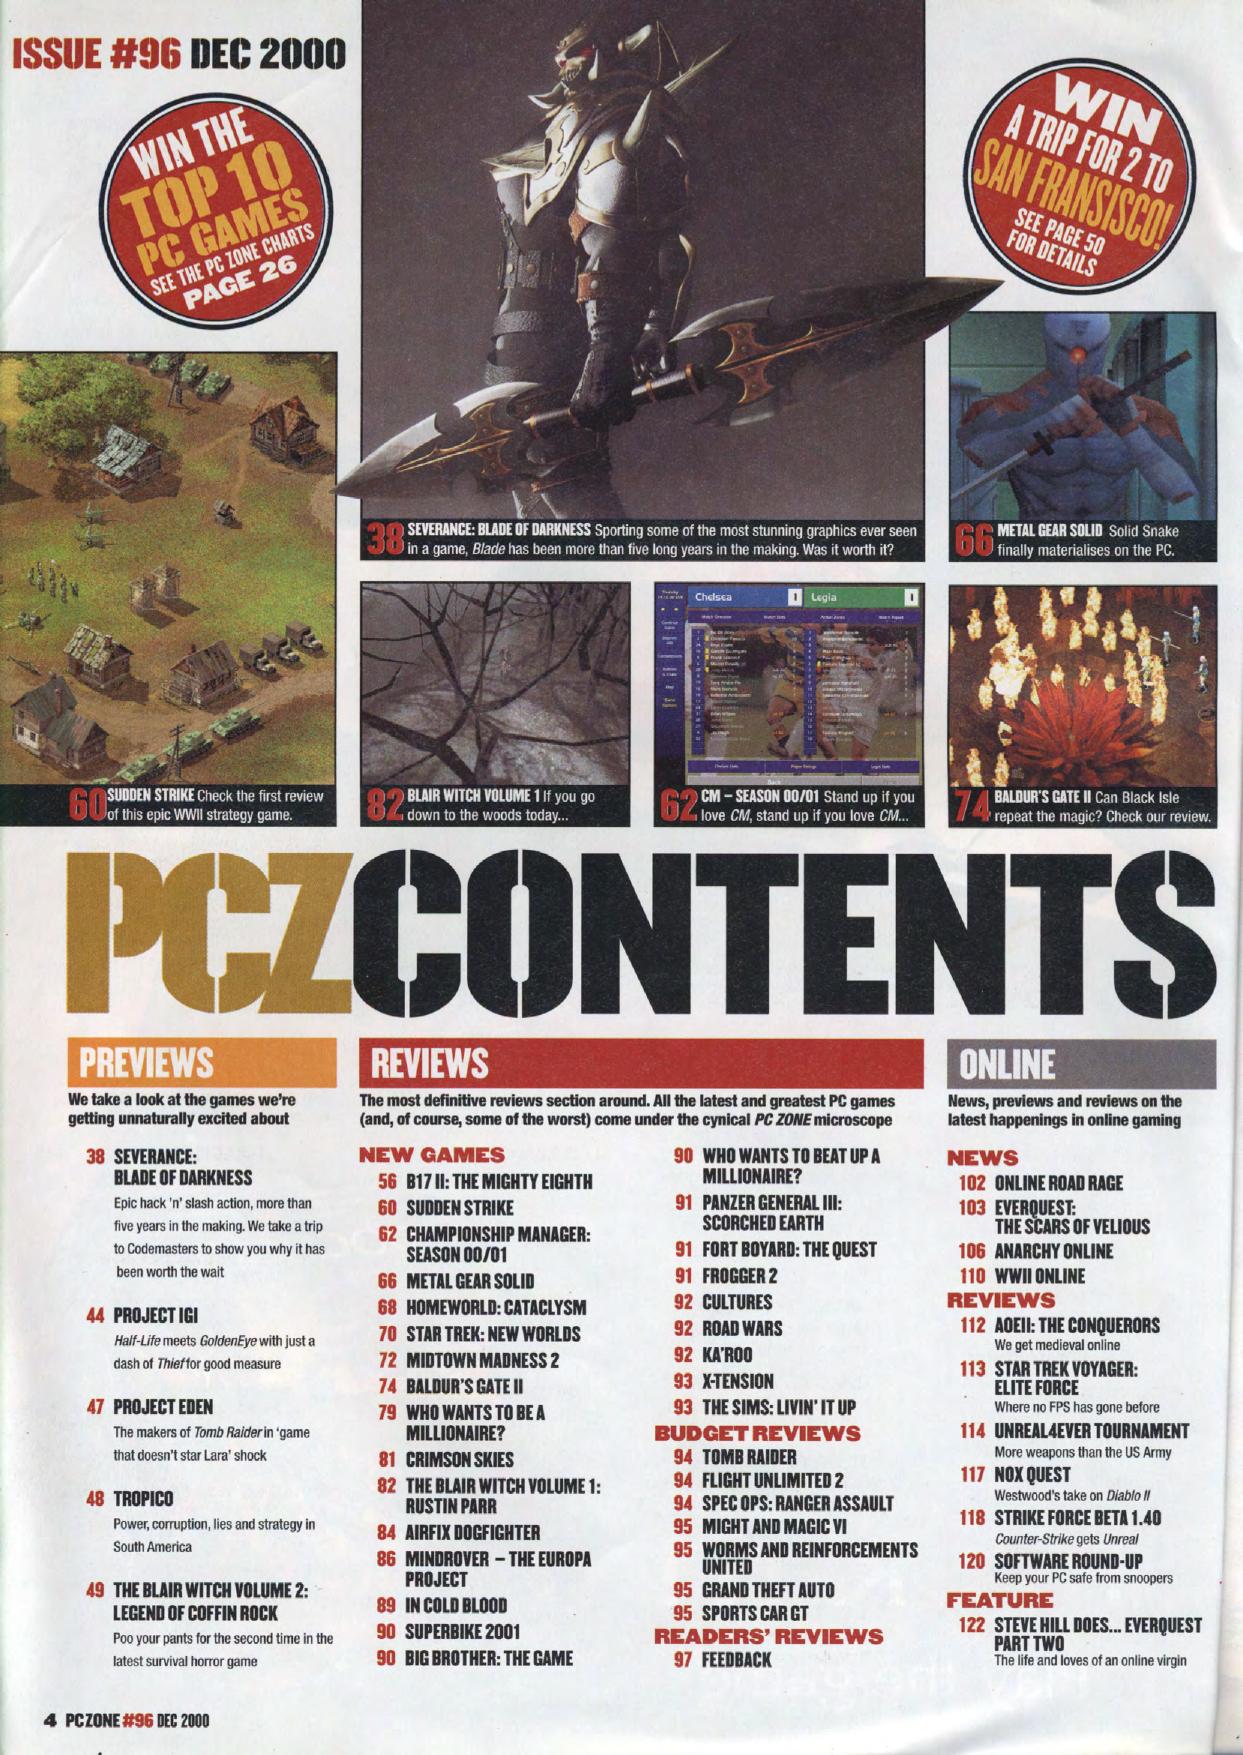 ISSUE #96 DEC 2000
WIN THE
TOP 10
PC GAMES
SEE THE PC ZONE CHARTS
PAGE 26
WIN
A TRIP FOR 2 TO
SAN FRANSISCO!
SEE PAGE 50
FOR DETAILS
38 SEVERANCE: BLADE OF DARKNESS Sporting some of the most stunning graphics ever seen
in a game, Blade has been more than five long years in the making. Was it worth it?
66 METAL GEAR SOLID Solid Snake
finally materialises on the PC.
60 SUDDEN STRIKE Check the first review
of this epic WWII strategy game.
82 BLAIR WITCH VOLUME 1 If you go
down to the woods today...
Chelsea 1 Legia 1
62 CM – SEASON 00/01 Stand up if you
love CM, stand up if you love CM...
74 BALDUR'S GATE II Can Black Isle
repeat the magic? Check our review.
PCZCONTENTS
PREVIEWS
We take a look at the games we're
getting unnaturally excited about
38 SEVERANCE:
BLADE OF DARKNESS
Epic hack 'n' slash action, more than
five years in the making. We take a trip
to Codemasters to show you why it has
been worth the wait
44 PROJECT IGI
Half-Life meets GoldenEye with just a
dash of Thief for good measure
47 PROJECT EDEN
The makers of Tomb Raider in 'game
that doesn't star Lara' shock
48 TROPICO
Power, corruption, lies and strategy in
South America
49 THE BLAIR WITCH VOLUME 2:
LEGEND OF COFFIN ROCK
Poo your pants for the second time in the
latest survival horror game
REVIEWS
The most definitive reviews section around. All the latest and greatest PC games
(and, of course, some of the worst) come under the cynical PC ZONE microscope
NEW GAMES
56 B17 II: THE MIGHTY EIGHTH
60 SUDDEN STRIKE
62 CHAMPIONSHIP MANAGER:
SEASON 00/01
66 METAL GEAR SOLID
68 HOMEWORLD: CATACLYSM
70 STAR TREK: NEW WORLDS
72 MIDTOWN MADNESS 2
74 BALDUR'S GATE II
79 WHO WANTS TO BE A
MILLIONAIRE?
81 CRIMSON SKIES
82 THE BLAIR WITCH VOLUME 1:
RUSTIN PARR
84 AIRFIX DOGFIGHTER
86 MINDROVER – THE EUROPA
PROJECT
89 IN COLD BLOOD
90 SUPERBIKE 2001
90 BIG BROTHER: THE GAME
90 WHO WANTS TO BEAT UP A
MILLIONAIRE?
91 PANZER GENERAL III:
SCORCHED EARTH
91 FORT BOYARD: THE QUEST
91 FROGGER 2
92 CULTURES
92 ROAD WARS
92 KA'ROO
93 X-TENSION
93 THE SIMS: LIVIN' IT UP
BUDGET REVIEWS
94 TOMB RAIDER
94 FLIGHT UNLIMITED 2
94 SPEC OPS: RANGER ASSAULT
95 MIGHT AND MAGIC VI
95 WORMS AND REINFORCEMENTS
UNITED
95 GRAND THEFT AUTO
95 SPORTS CAR GT
READERS' REVIEWS
97 FEEDBACK
ONLINE
News, previews and reviews on the
latest happenings in online gaming
NEWS
102 ONLINE ROAD RAGE
103 EVERQUEST:
THE SCARS OF VELIOUS
106 ANARCHY ONLINE
110 WWII ONLINE
REVIEWS
112 AOEII: THE CONQUERORS
We get medieval online
113 STAR TREK VOYAGER:
ELITE FORCE
Where no FPS has gone before
114 UNREAL4EVER TOURNAMENT
More weapons than the US Army
117 NOX QUEST
Westwood's take on Diablo II
118 STRIKE FORCE BETA 1.40
Counter-Strike gets Unreal
120 SOFTWARE ROUND-UP
Keep your PC safe from snoopers
FEATURE
122 STEVE HILL DOES... EVERQUEST
PART TWO
The life and loves of an online virgin
4 PCZONE #96 DEC 2000